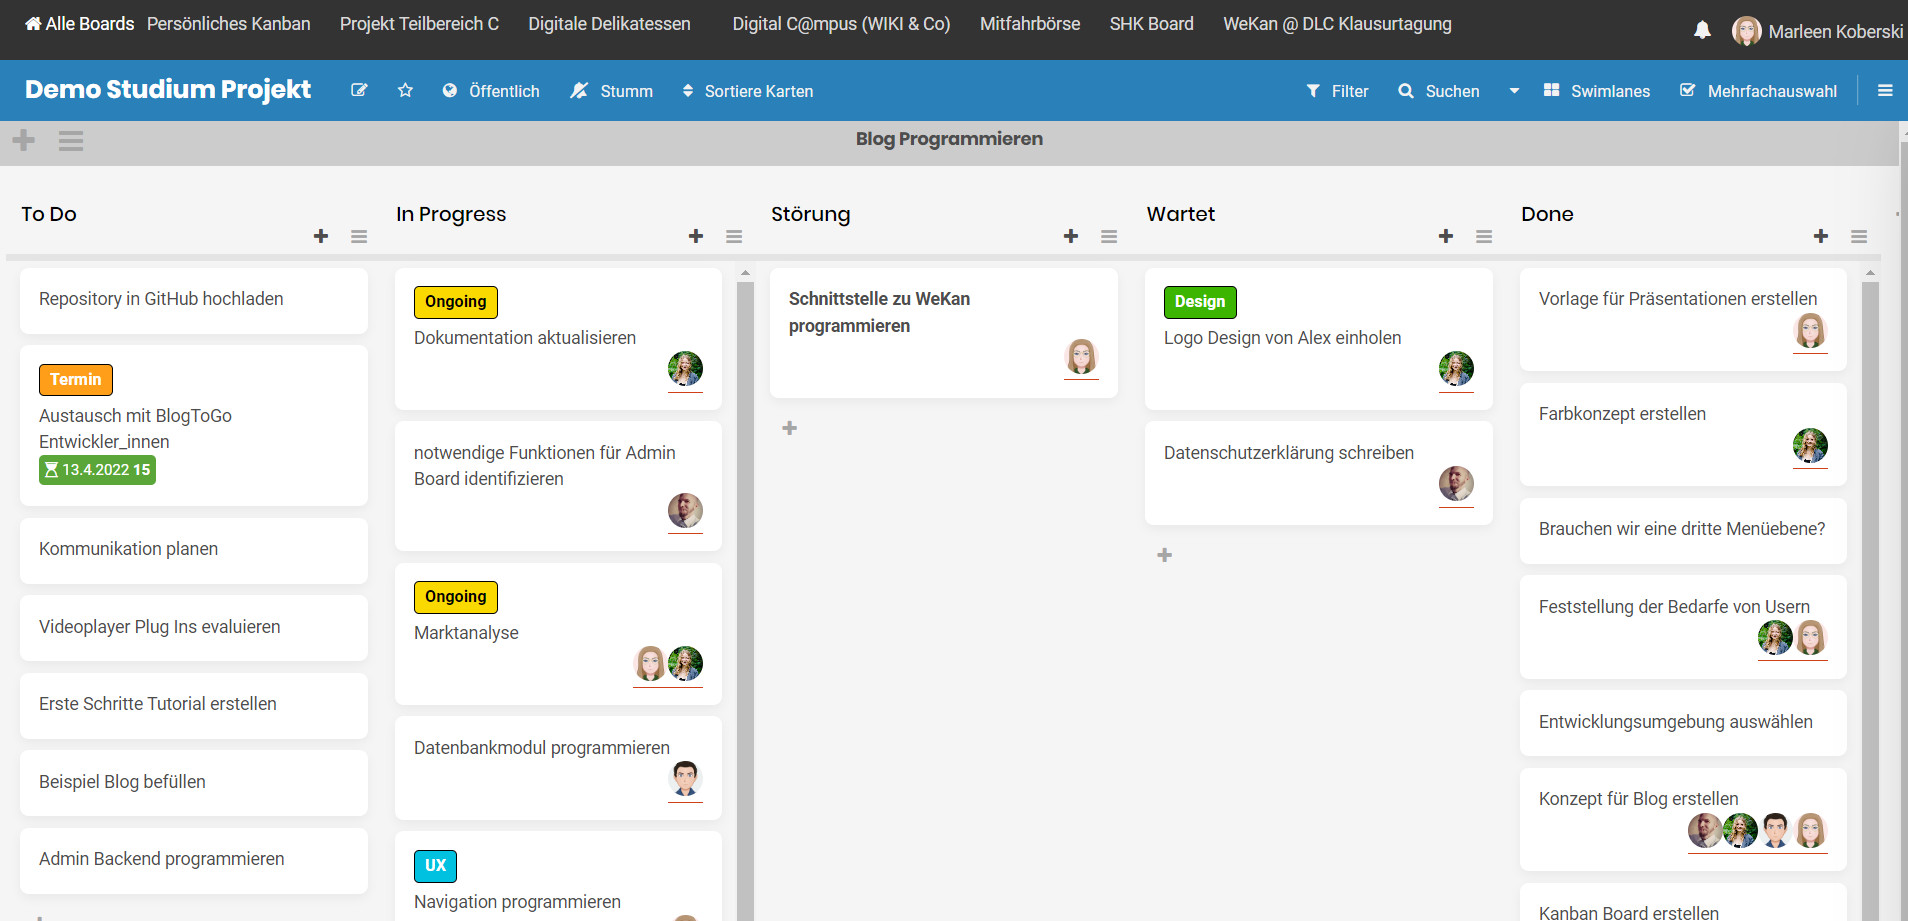 Alle Boards Persönliches Kanban Projekt Teilbereich C Digitale Delikatessen Digital C@mpus (WIKI & Co) Mitfahrbörse SHK Board WeKan @ DLC Klausurtagung Marleen Koberski
Demo Studium Projekt Öffentlich Stumm Sortiere Karten Filter Suchen Swimlanes Mehrfachauswahl
Blog Programmieren
To Do
Repository in GitHub hochladen
Termin
Austausch mit BlogToGo
Entwickler_innen
13.4.2022 15
Kommunikation planen
Videoplayer Plug Ins evaluieren
Erste Schritte Tutorial erstellen
Beispiel Blog befüllen
Admin Backend programmieren
In Progress
Ongoing
Dokumentation aktualisieren
notwendige Funktionen für Admin
Board identifizieren
Ongoing
Marktanalyse
Datenbankmodul programmieren
UX
Navigation programmieren
Störung
Schnittstelle zu WeKan
programmieren
Wartet
Design
Logo Design von Alex einholen
Datenschutzerklärung schreiben
Done
Vorlage für Präsentationen erstellen
Farbkonzept erstellen
Brauchen wir eine dritte Menüebene?
Feststellung der Bedarfe von Usern
Entwicklungsumgebung auswählen
Konzept für Blog erstellen
Kanban Board erstellen